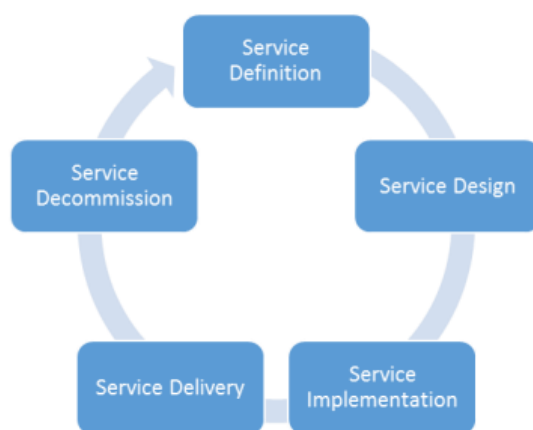 Service
Definition
Service Design
Service
Implementation
Service Delivery
Service
Decommission